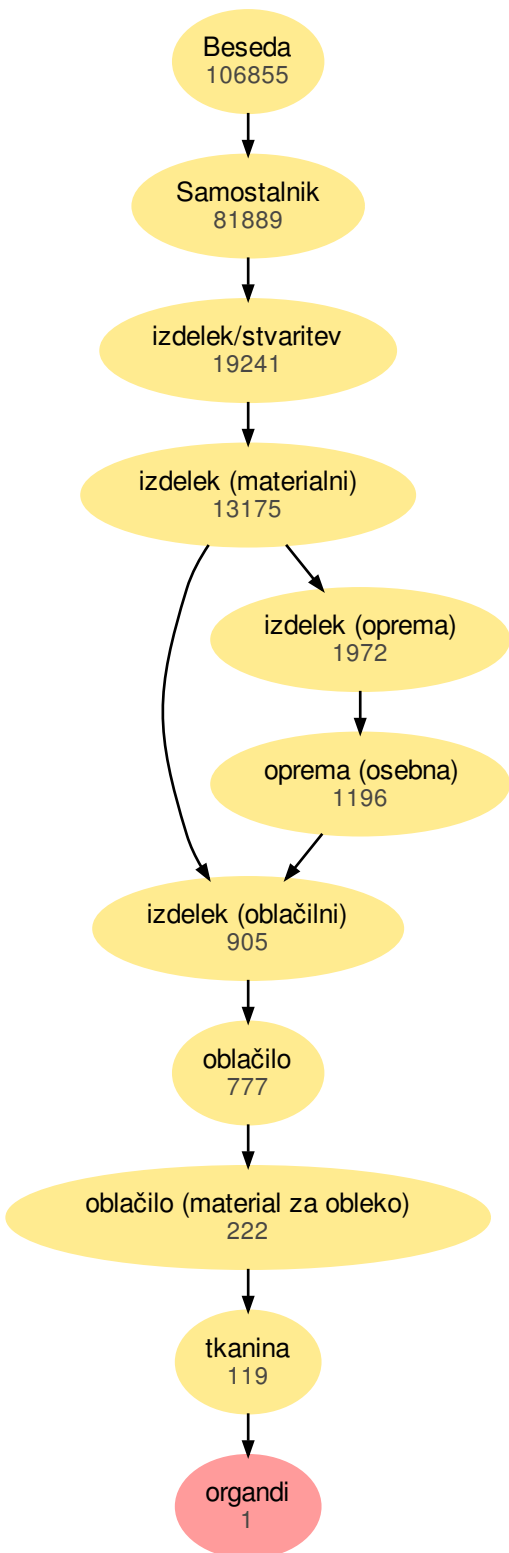 Beseda
106855
Samostalnik
81889
izdelek/stvaritev
19241
izdelek (materialni)
13175
izdelek (oprema)
1972
oprema (osebna)
1196
izdelek (oblačilni)
905
oblačilo
777
oblačilo (material za obleko)
222
tkanina
119
organdi
1